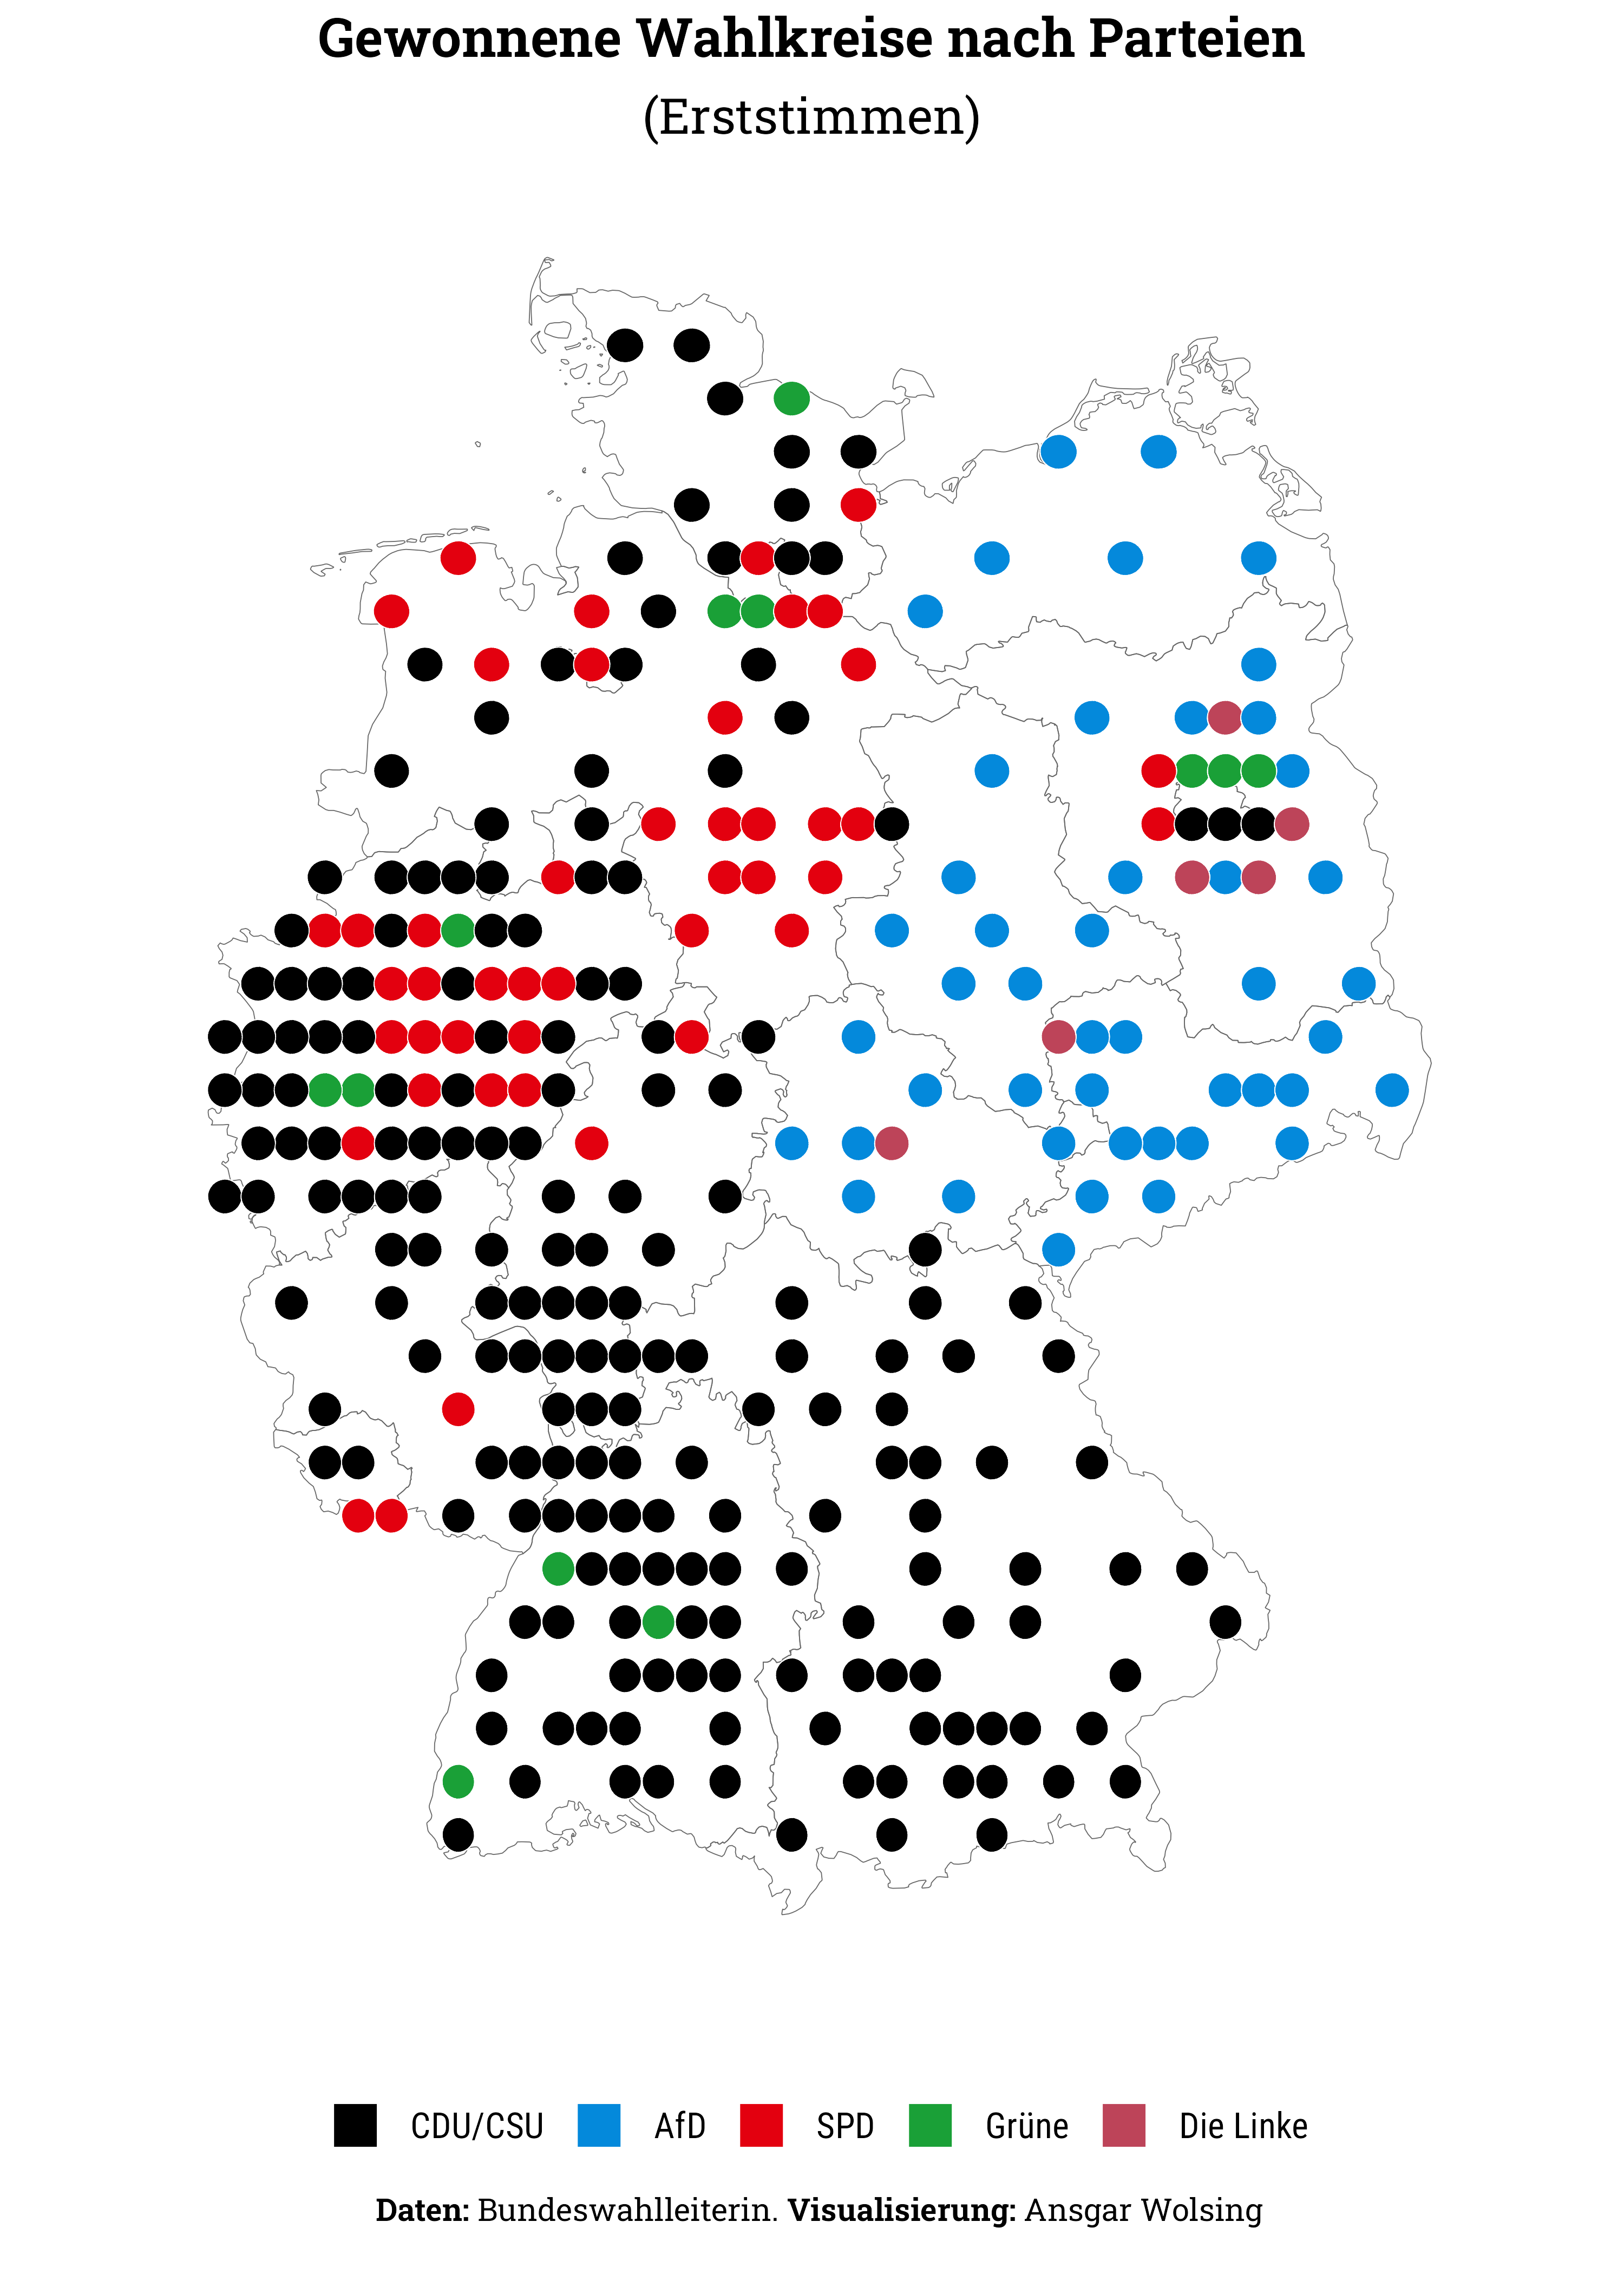 Gewonnene Wahlkreise nach Parteien
(Erststimmen)
CDU/CSU AfD SPD Grüne Die Linke
Daten: Bundeswahlleiterin. Visualisierung: Ansgar Wolsing